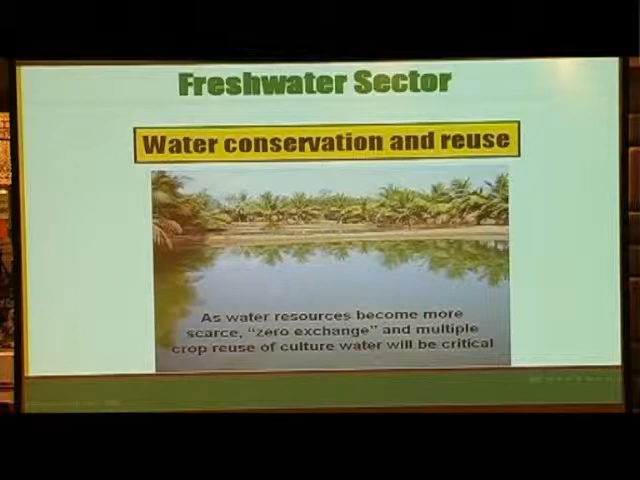 Freshwater Sector
Water conservation and reuse
As water resources become more
scarce, "zero exchange" and multiple
crop reuse of culture water will be critical